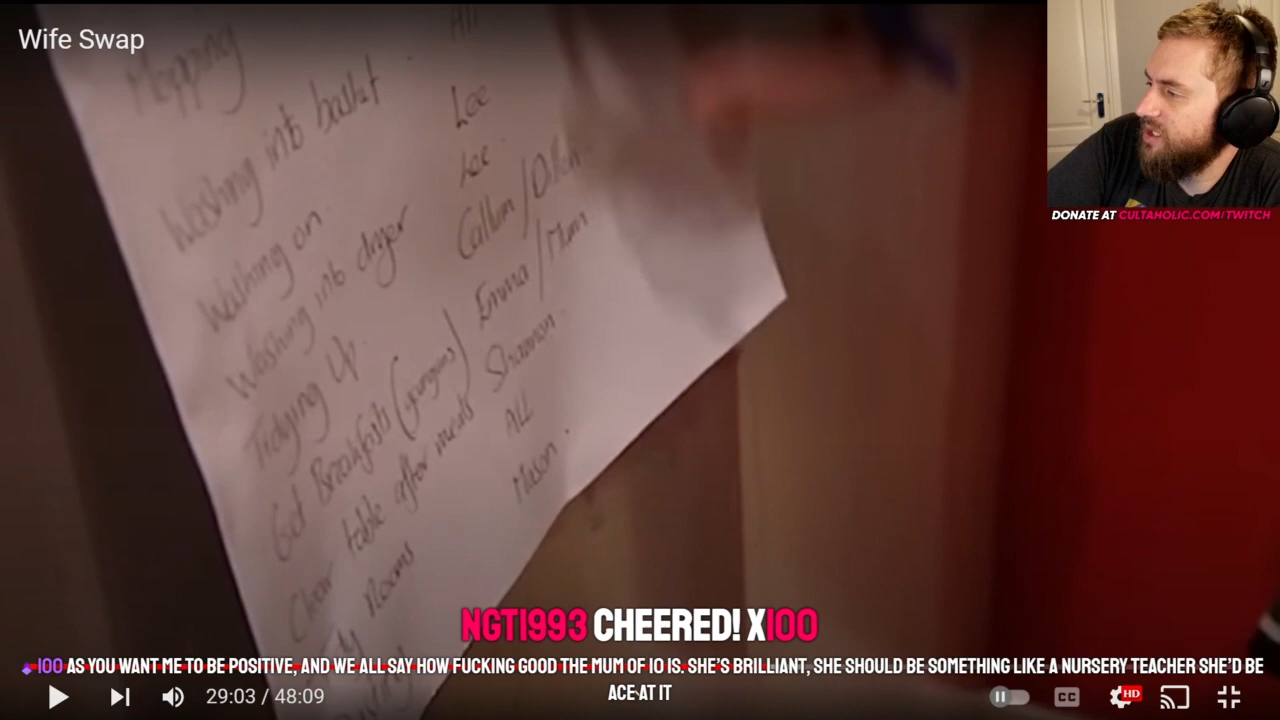 Wife Swap
Mopping All
Washing into basket Lee
Washing on Lee
Washing into dryer Callum / Dillon
Tidying Up Emma / Mum
Get Breakfasts (youngens) Shannon
Clear table after meals ALL
Rooms Mason
DONATE AT CULTAHOLIC.COM/TWITCH
NGT1993 CHEERED! X100
100 AS YOU WANT ME TO BE POSITIVE, AND WE ALL SAY HOW FUCKING GOOD THE MUM OF 10 IS. SHE'S BRILLIANT, SHE SHOULD BE SOMETHING LIKE A NURSERY TEACHER SHE'D BE
ACE AT IT
29:03 / 48:09
CC
HD